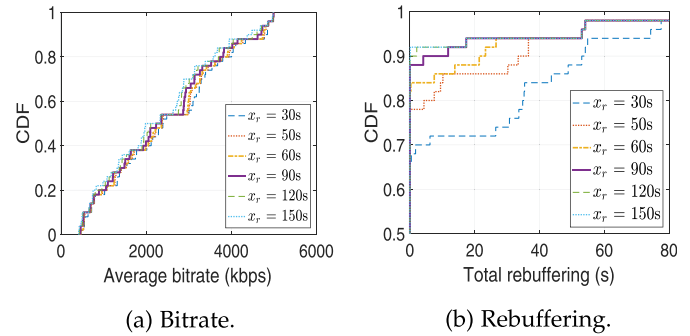 1
0.8
0.6
0.4
0.2
0
CDF
0 2000 4000 6000
Average bitrate (kbps)
x_r = 30s
x_r = 50s
x_r = 60s
x_r = 90s
x_r = 120s
x_r = 150s
(a) Bitrate.
1
0.9
0.8
0.7
0.6
0.5
CDF
0 20 40 60 80
Total rebuffering (s)
x_r = 30s
x_r = 50s
x_r = 60s
x_r = 90s
x_r = 120s
x_r = 150s
(b) Rebuffering.